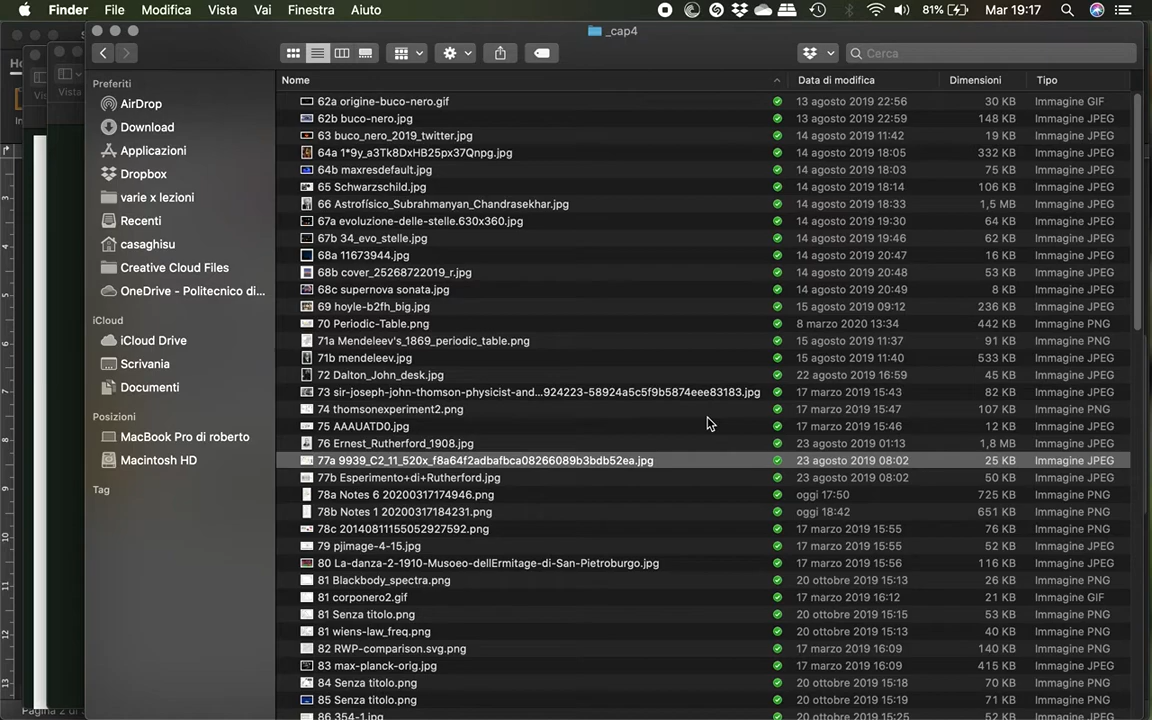 Finder File Modifica Vista Vai Finestra Aiuto 81% Mar 19:17
_cap4
Cerca
Preferiti
AirDrop
Download
Applicazioni
Dropbox
varie x lezioni
Recenti
casaghisu
Creative Cloud Files
OneDrive - Politecnico di...
iCloud
iCloud Drive
Scrivania
Documenti
Posizioni
MacBook Pro di roberto
Macintosh HD
Tag
Nome Data di modifica Dimensioni Tipo
62a origine-buco-nero.gif 13 agosto 2019 22:56 30 KB Immagine GIF
62b buco-nero.jpg 13 agosto 2019 22:59 148 KB Immagine JPEG
63 buco_nero_2019_twitter.jpg 14 agosto 2019 11:42 19 KB Immagine JPEG
64a 1*9y_a3Tk8DxHB25px37Qnpg.jpg 14 agosto 2019 18:05 332 KB Immagine JPEG
64b maxresdefault.jpg 14 agosto 2019 18:03 75 KB Immagine JPEG
65 Schwarzschild.jpg 14 agosto 2019 18:14 106 KB Immagine JPEG
66 Astrofísico_Subrahmanyan_Chandrasekhar.jpg 14 agosto 2019 18:33 1,5 MB Immagine JPEG
67a evoluzione-delle-stelle.630x360.jpg 14 agosto 2019 19:30 64 KB Immagine JPEG
67b 34_evo_stelle.jpg 14 agosto 2019 19:46 62 KB Immagine JPEG
68a 11673944.jpg 14 agosto 2019 20:47 16 KB Immagine JPEG
68b cover_25268722019_r.jpg 14 agosto 2019 20:48 53 KB Immagine JPEG
68c supernova sonata.jpg 14 agosto 2019 20:49 8 KB Immagine JPEG
69 hoyle-b2fh_big.jpg 15 agosto 2019 09:12 236 KB Immagine JPEG
70 Periodic-Table.png 8 marzo 2020 13:34 442 KB Immagine PNG
71a Mendeleev's_1869_periodic_table.png 15 agosto 2019 11:37 91 KB Immagine PNG
71b mendeleev.jpg 15 agosto 2019 11:40 533 KB Immagine JPEG
72 Dalton_John_desk.jpg 22 agosto 2019 16:59 45 KB Immagine JPEG
73 sir-joseph-john-thomson-physicist-and...924223-58924a5c5f9b5874eee83183.jpg 17 marzo 2019 15:43 82 KB Immagine JPEG
74 thomsonexperiment2.png 17 marzo 2019 15:47 107 KB Immagine PNG
75 AAAUATD0.jpg 17 marzo 2019 15:46 12 KB Immagine JPEG
76 Ernest_Rutherford_1908.jpg 23 agosto 2019 01:13 1,8 MB Immagine JPEG
77a 9939_C2_11_520x_f8a64f2adbafbca08266089b3bdb52ea.jpg 23 agosto 2019 08:02 25 KB Immagine JPEG
77b Esperimento+di+Rutherford.jpg 23 agosto 2019 08:02 50 KB Immagine JPEG
78a Notes 6 20200317174946.png oggi 17:50 725 KB Immagine PNG
78b Notes 1 20200317184231.png oggi 18:42 651 KB Immagine PNG
78c 20140811155052927592.png 17 marzo 2019 15:55 76 KB Immagine PNG
79 pjimage-4-15.jpg 17 marzo 2019 15:55 52 KB Immagine JPEG
80 La-danza-2-1910-Musoeo-dellErmitage-di-San-Pietroburgo.jpg 17 marzo 2019 15:56 116 KB Immagine JPEG
81 Blackbody_spectra.png 20 ottobre 2019 15:13 26 KB Immagine PNG
81 corponero2.gif 17 marzo 2019 16:12 21 KB Immagine GIF
81 Senza titolo.png 20 ottobre 2019 15:15 53 KB Immagine PNG
81 wiens-law_freq.png 20 ottobre 2019 15:13 40 KB Immagine PNG
82 RWP-comparison.svg.png 17 marzo 2019 16:09 140 KB Immagine PNG
83 max-planck-orig.jpg 17 marzo 2019 16:09 415 KB Immagine JPEG
84 Senza titolo.png 20 ottobre 2019 15:18 70 KB Immagine PNG
85 Senza titolo.png 20 ottobre 2019 15:19 71 KB Immagine PNG
86 354-1.jpg